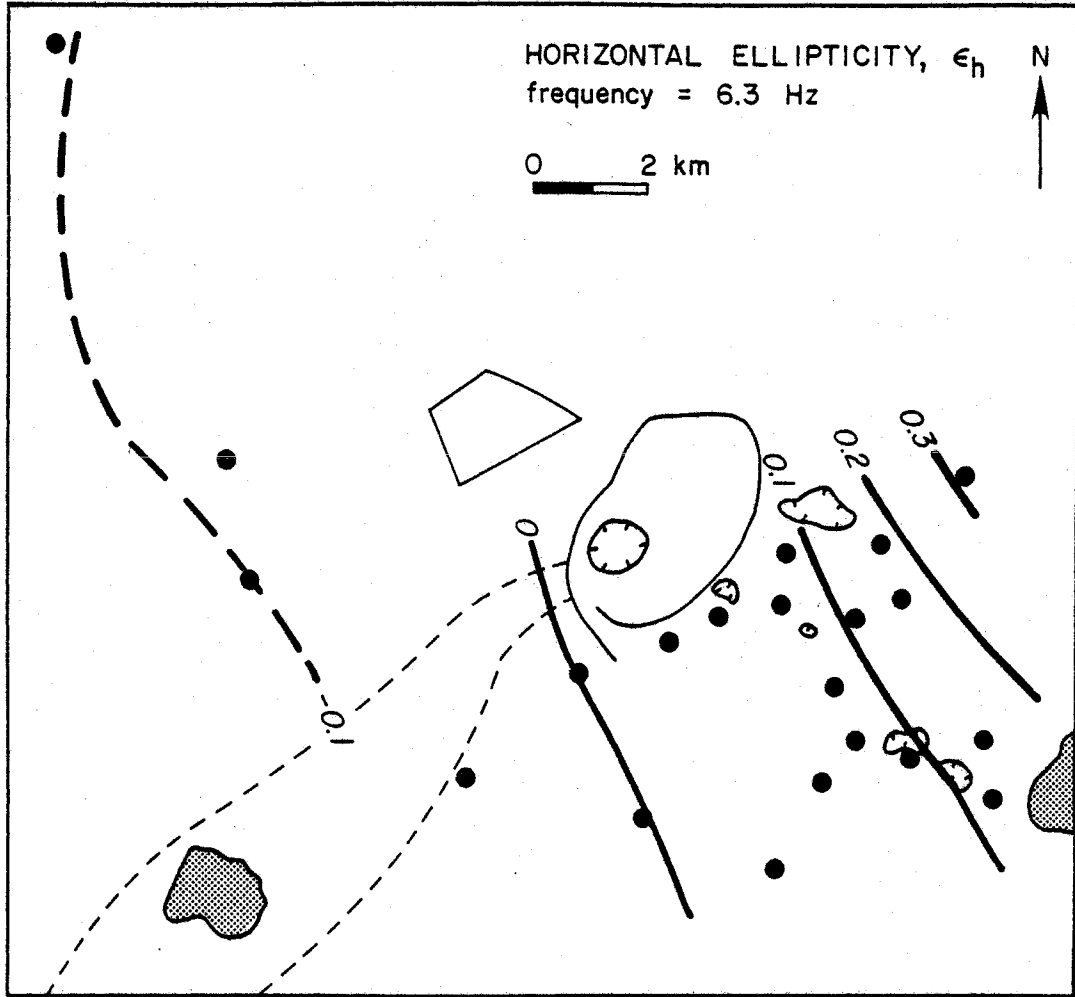 HORIZONTAL ELLIPTICITY, ϵh
frequency = 6.3 Hz
N
0 2 km
0.3
0.2
0.1
0
-0.1